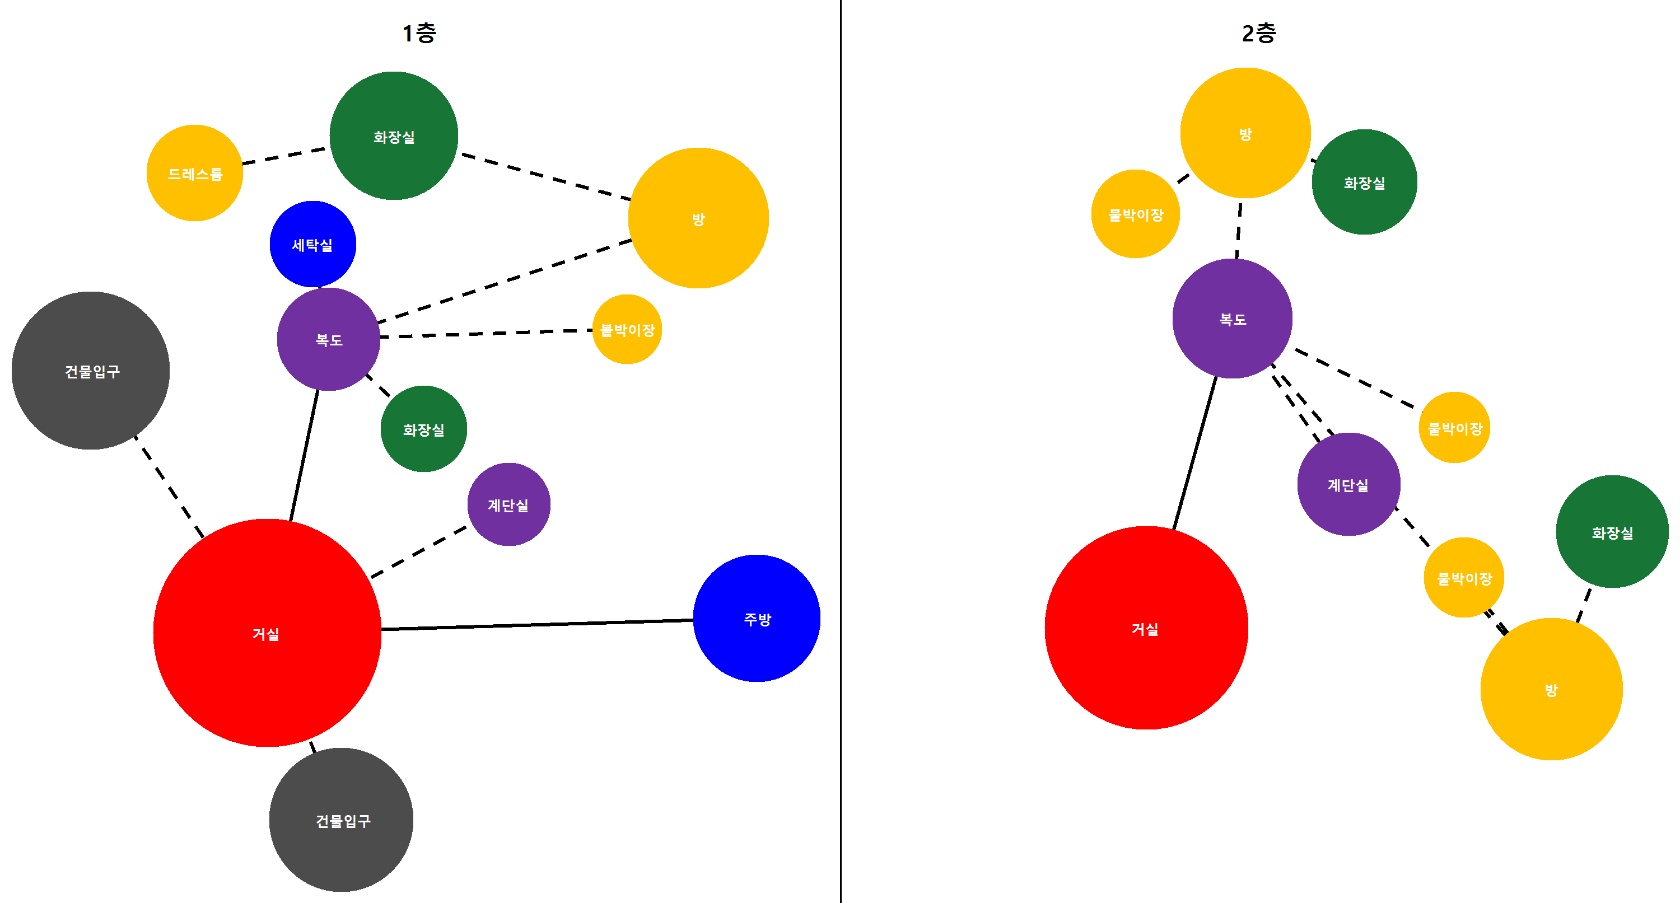 1층
화장실
드레스룸
방
세탁실
복도
붙박이장
건물입구
화장실
계단실
주방
거실
건물입구
2층
방
화장실
붙박이장
복도
붙박이장
계단실
화장실
붙박이장
거실
방